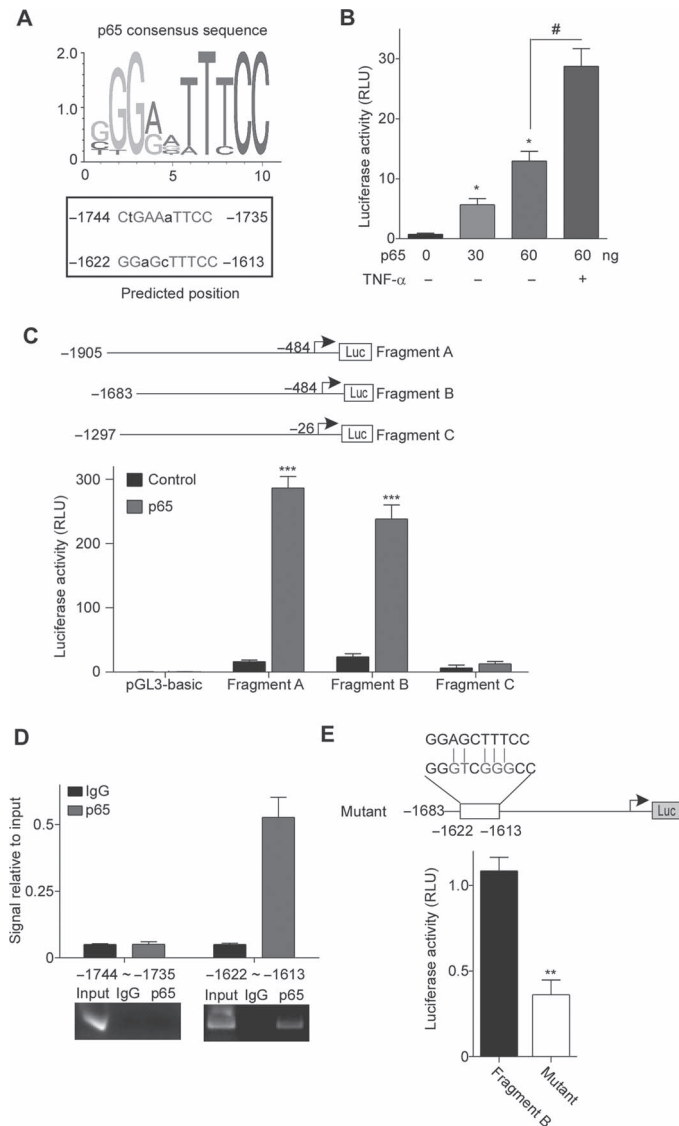 A
p65 consensus sequence
2.0
1.0
0
0 5 10
−1744 CtGAAaTTCC −1735
−1622 GGaGcTTTCC −1613
Predicted position
B
Luciferase activity (RLU)
30
20
10
0
*
*
#
p65 0 30 60 60 ng
TNF-α – – – +
C
−1905 −484 Luc Fragment A
−1683 −484 Luc Fragment B
−1297 −26 Luc Fragment C
Luciferase activity (RLU)
300
200
100
0
Control
p65
***
***
pGL3-basic Fragment A Fragment B Fragment C
D
Signal relative to input
0.5
0.25
0
IgG
p65
−1744 ~ −1735 −1622 ~ −1613
Input IgG p65 Input IgG p65
E
GGAGCTTTCC
GGGTCGGGCC
Mutant −1683 Luc
−1622 −1613
Luciferase activity (RLU)
1.0
0.5
0
**
Fragment B
Mutant